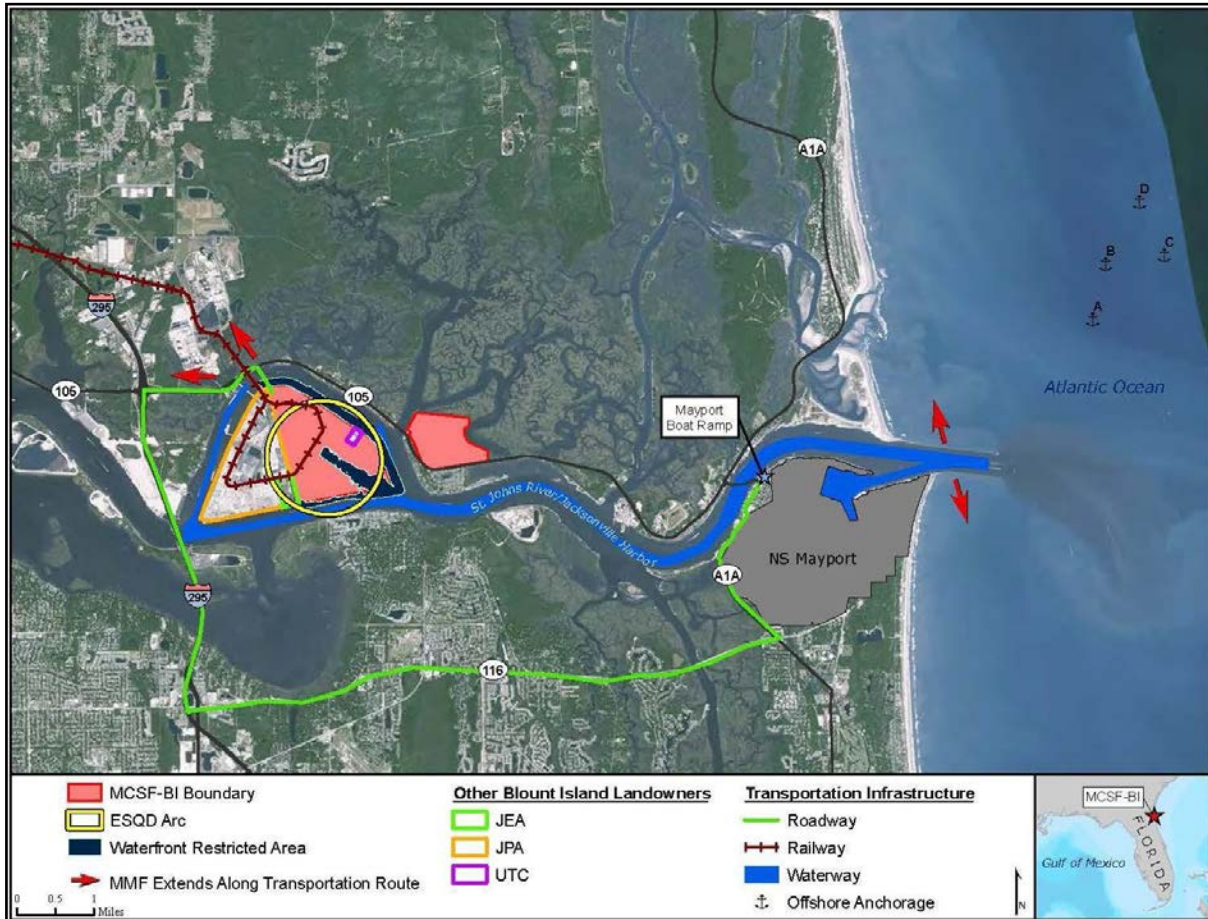 A1A
D
B
C
A
295
Atlantic Ocean
105
105
Mayport
Boat Ramp
St. Johns River/Jacksonville Harbor
NS Mayport
A1A
295
116
MCSF-BI Boundary
ESQD Arc
Waterfront Restricted Area
MMF Extends Along Transportation Route
0 0.5 1
Miles
Other Blount Island Landowners
JEA
JPA
UTC
Transportation Infrastructure
Roadway
Railway
Waterway
Offshore Anchorage
N
MCSF-BI
FLORIDA
Gulf of Mexico